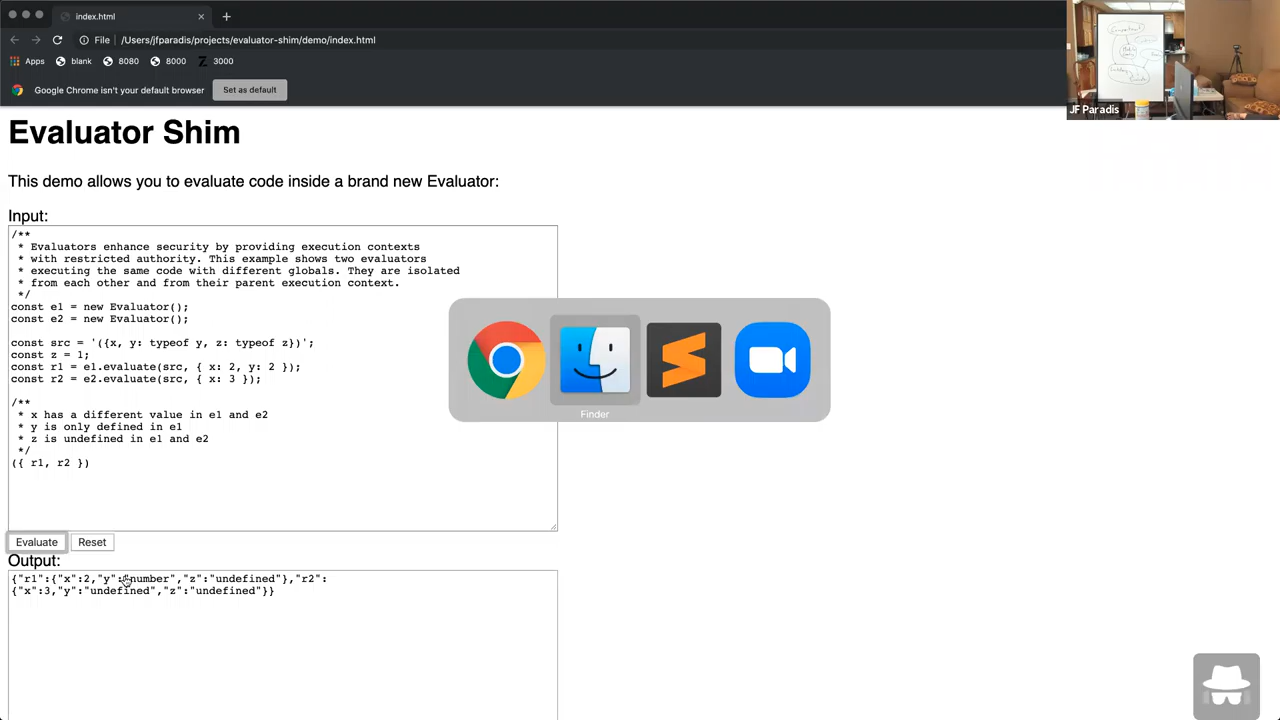 index.html
File
/Users/jfparadis/projects/evaluator-shim/demo/index.html
Apps
blank
8080
8000
3000
Google Chrome isn't your default browser
Set as default
JF Paradis
Evaluator Shim
This demo allows you to evaluate code inside a brand new Evaluator:
Input:
/**
 * Evaluators enhance security by providing execution contexts
 * with restricted authority. This example shows two evaluators
 * executing the same code with different globals. They are isolated
 * from each other and from their parent execution context.
 */
const e1 = new Evaluator();
const e2 = new Evaluator();
const src = '({x, y: typeof y, z: typeof z})';
const z = 1;
const r1 = e1.evaluate(src, { x: 2, y: 2 });
const r2 = e2.evaluate(src, { x: 3 });
/**
 * x has a different value in e1 and e2
 * y is only defined in e1
 * z is undefined in e1 and e2
 */
({ r1, r2 })
Finder
Evaluate
Reset
Output:
{"r1":{"x":2,"y":"number","z":"undefined"},"r2":
{"x":3,"y":"undefined","z":"undefined"}}